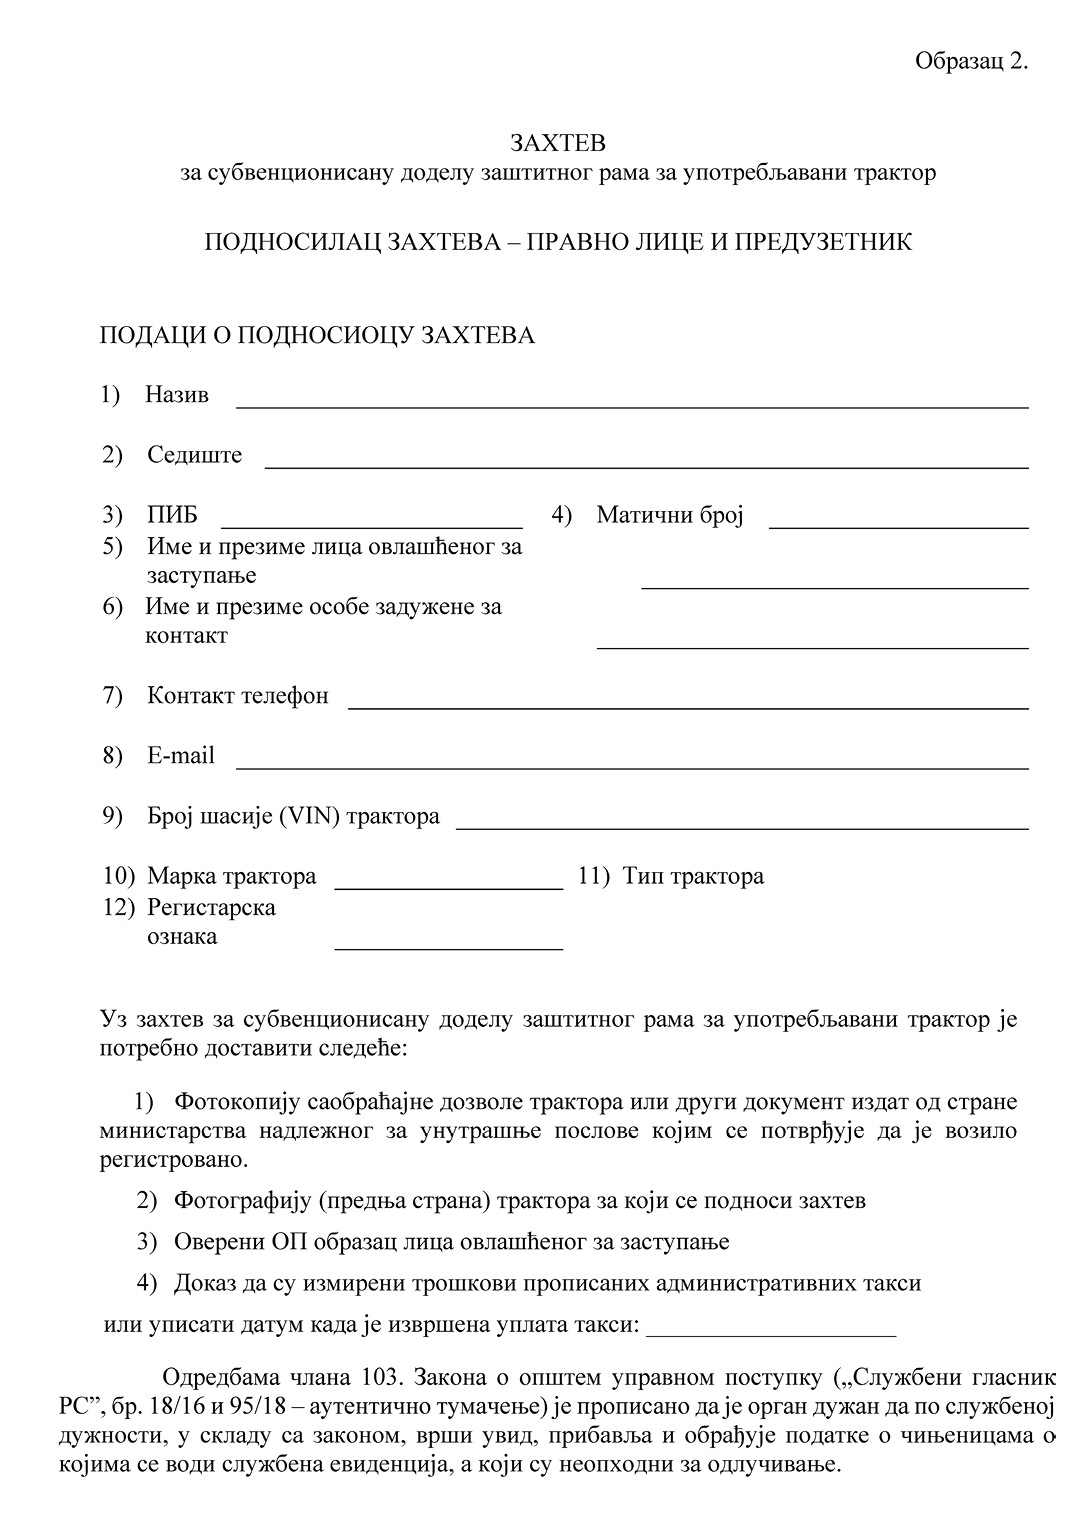 Образац 2.
ЗАХТЕВ
за субвенционисану доделу заштитног рама за употребљавани трактор
ПОДНОСИЛАЦ ЗАХТЕВА – ПРАВНО ЛИЦЕ И ПРЕДУЗЕТНИК
ПОДАЦИ О ПОДНОСИОЦУ ЗАХТЕВА
1) Назив
2) Седиште
3) ПИБ 4) Матични број
5) Име и презиме лица овлашћеног за
заступање
6) Име и презиме особе задужене за
контакт
7) Контакт телефон
8) E-mail
9) Број шасије (VIN) трактора
10) Марка трактора 11) Тип трактора
12) Регистарска
ознака
Уз захтев за субвенционисану доделу заштитног рама за употребљавани трактор је
потребно доставити следеће:
1) Фотокопију саобраћајне дозволе трактора или други документ издат од стране
министарства надлежног за унутрашње послове којим се потврђује да је возило
регистровано.
2) Фотографију (предња страна) трактора за који се подноси захтев
3) Оверени ОП образац лица овлашћеног за заступање
4) Доказ да су измирени трошкови прописаних административних такси
или уписати датум када је извршена уплата такси: ____________________
Одредбама члана 103. Закона о општем управном поступку („Службени гласник
РС”, бр. 18/16 и 95/18 – аутентично тумачење) је прописано да је орган дужан да по службеној
дужности, у складу са законом, врши увид, прибавља и обрађује податке о чињеницама о
којима се води службена евиденција, а који су неопходни за одлучивање.